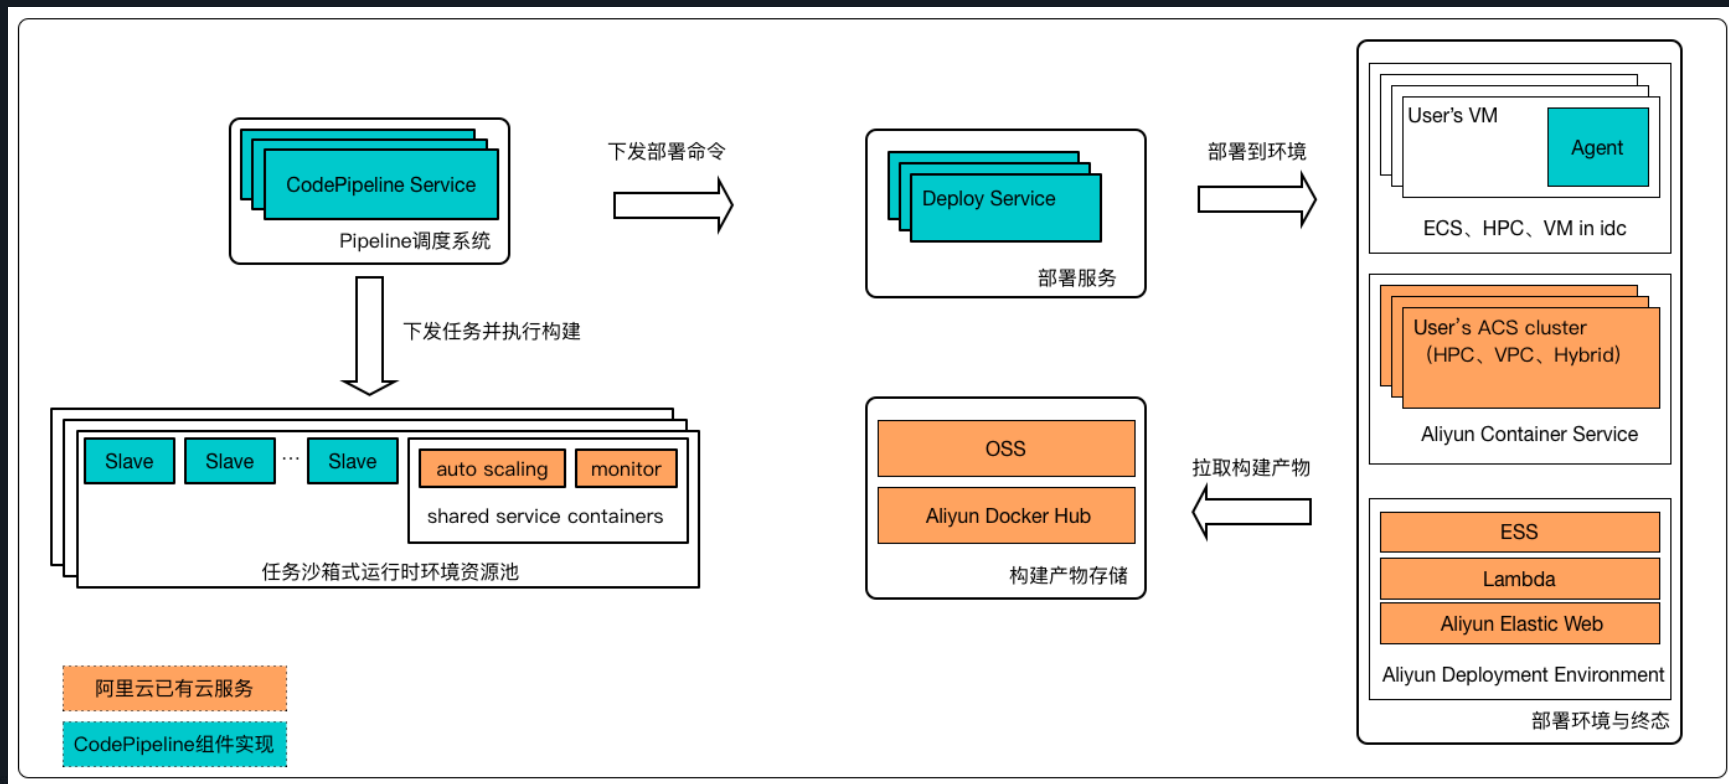 CodePipeline Service
Pipeline调度系统
下发部署命令
Deploy Service
部署服务
部署到环境
User's VM
Agent
ECS、HPC、VM in idc
User's ACS cluster
（HPC、VPC、Hybrid）
Aliyun Container Service
ESS
Lambda
Aliyun Elastic Web
Aliyun Deployment Environment
部署环境与终态
下发任务并执行构建
Slave
Slave
...
Slave
auto scaling
monitor
shared service containers
任务沙箱式运行时环境资源池
OSS
Aliyun Docker Hub
构建产物存储
拉取构建产物
阿里云已有云服务
CodePipeline组件实现